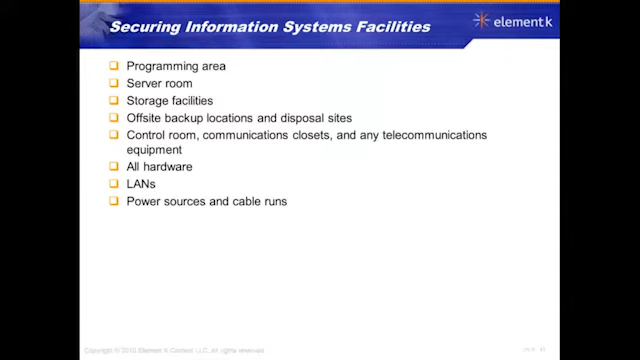 Securing Information Systems Facilities
element k
Programming area
Server room
Storage facilities
Offsite backup locations and disposal sites
Control room, communications closets, and any telecommunications
equipment
All hardware
LANs
Power sources and cable runs
Copyright © 2010 Element K Content LLC. All rights reserved.